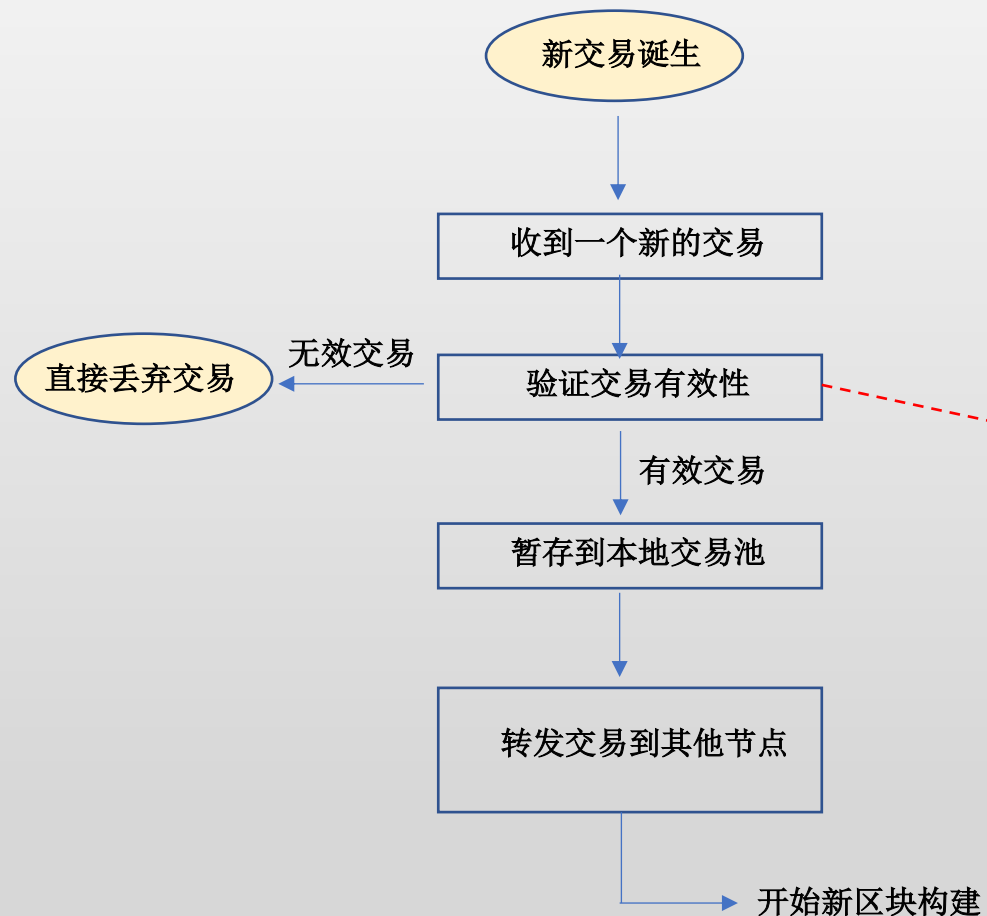 新交易诞生
收到一个新的交易
无效交易
直接丢弃交易
验证交易有效性
有效交易
暂存到本地交易池
转发交易到其他节点
开始新区块构建